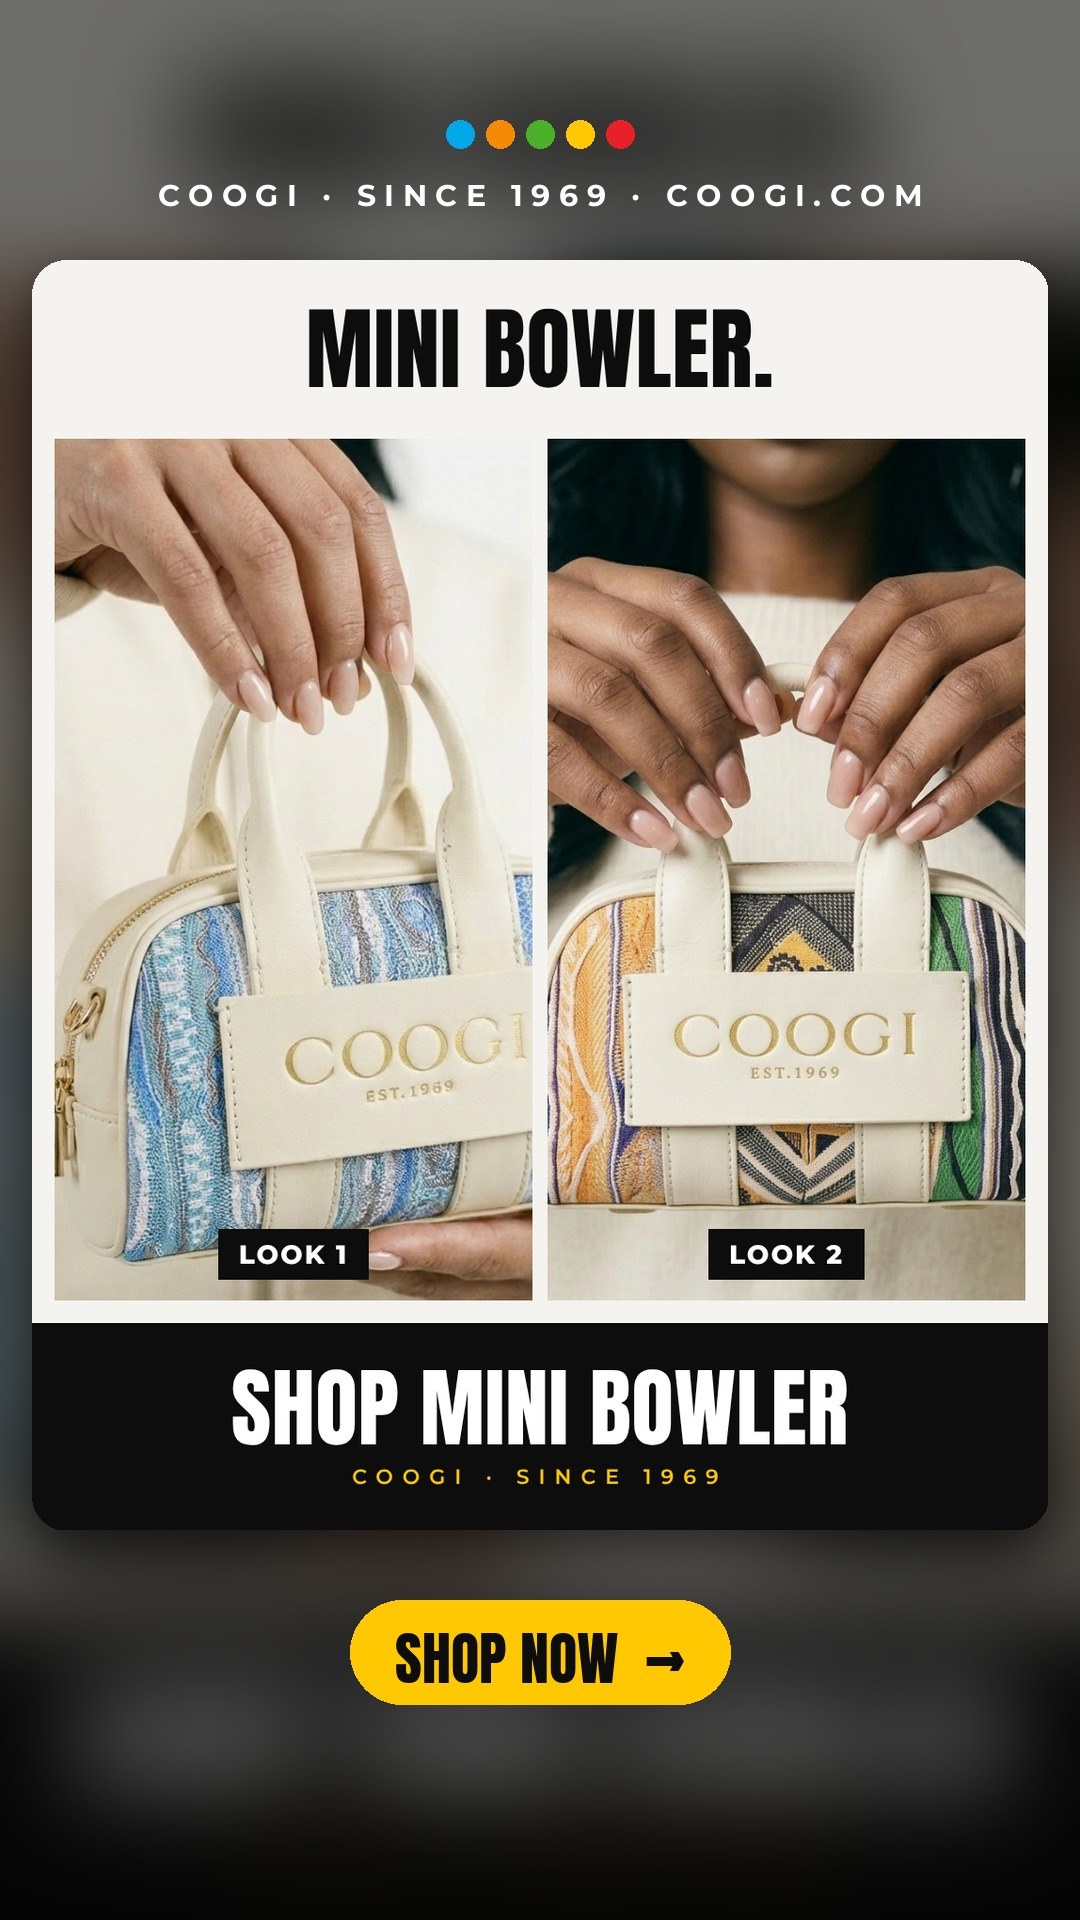 COOGI · SINCE 1969 · COOGI.COM
MINI BOWLER.
COOGI
EST.1969
COOGI
EST.1969
LOOK 1
LOOK 2
SHOP MINI BOWLER
COOGI · SINCE 1969
SHOP NOW →